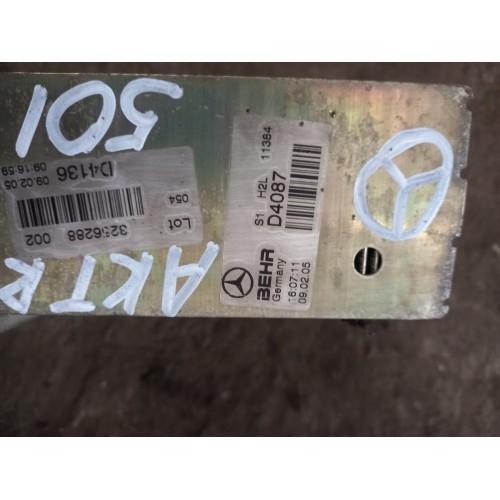 501
AKTR
D41136
09.02.05 09:16:59
054
Lot
3256288 002
S1 H2L 11384
D4087
BEHR
Germany
16:07:11
09.02.05